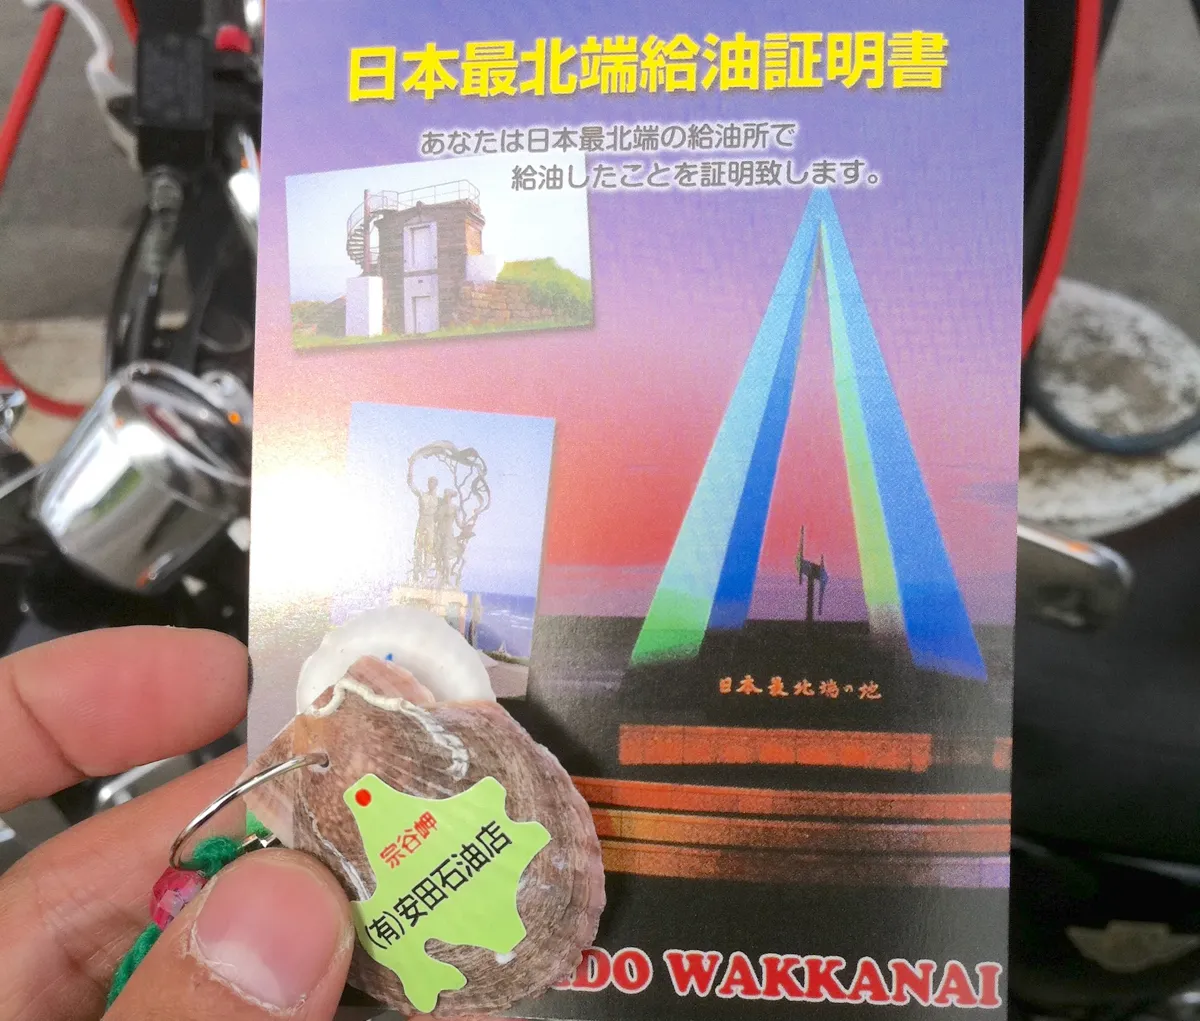 日本最北端給油証明書
あなたは日本最北端の給油所で
給油したことを証明致します。
日本最北端の地
宗谷岬
(有)安田石油店
DO WAKKANAI